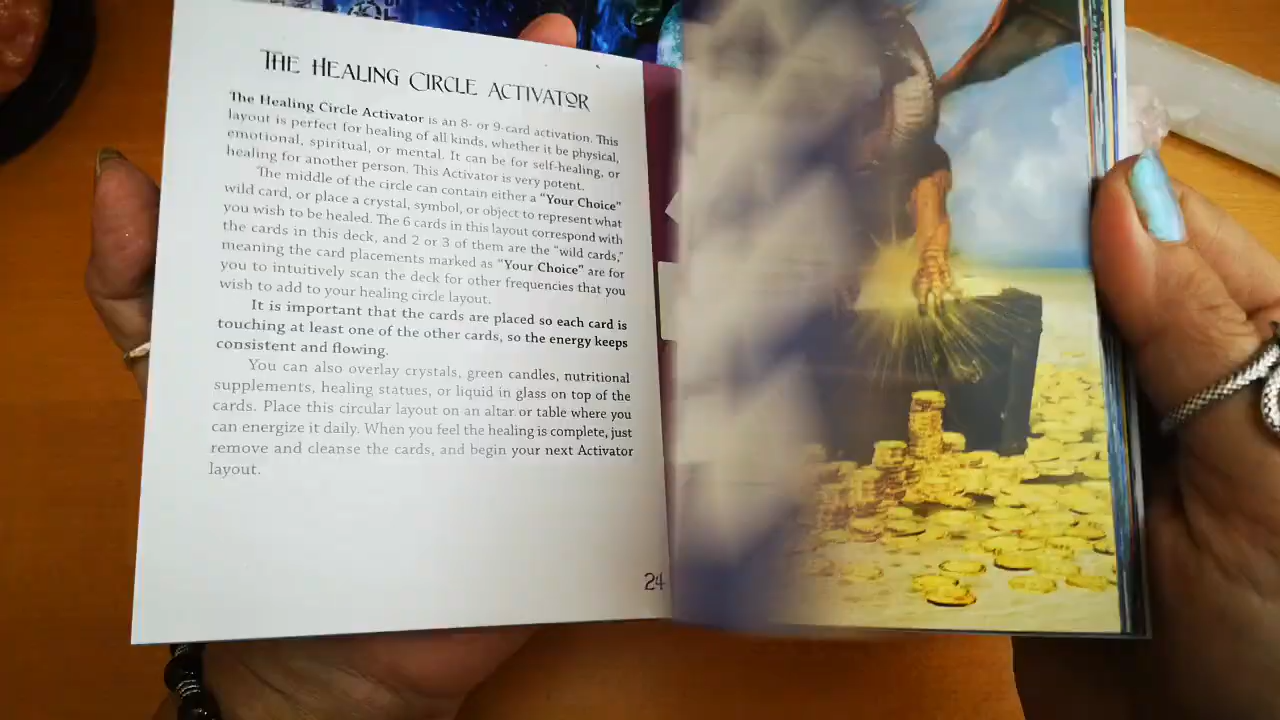 THE HEALING CIRCLE ACTIVATOR
The Healing Circle Activator is an 8- or 9-card activation. This
layout is perfect for healing of all kinds, whether it be physical,
emotional, spiritual, or mental. It can be for self-healing, or
healing for another person. This Activator is very potent.
The middle of the circle can contain either a "Your Choice"
wild card, or place a crystal, symbol, or object to represent what
you wish to be healed. The 6 cards in this layout correspond with
the cards in this deck, and 2 or 3 of them are the "wild cards,"
meaning the card placements marked as "Your Choice" are for
you to intuitively scan the deck for other frequencies that you
wish to add to your healing circle layout.
It is important that the cards are placed so each card is
touching at least one of the other cards, so the energy keeps
consistent and flowing.
You can also overlay crystals, green candles, nutritional
supplements, healing statues, or liquid in glass on top of the
cards. Place this circular layout on an altar or table where you
can energize it daily. When you feel the healing is complete, just
remove and cleanse the cards, and begin your next Activator
layout.
24